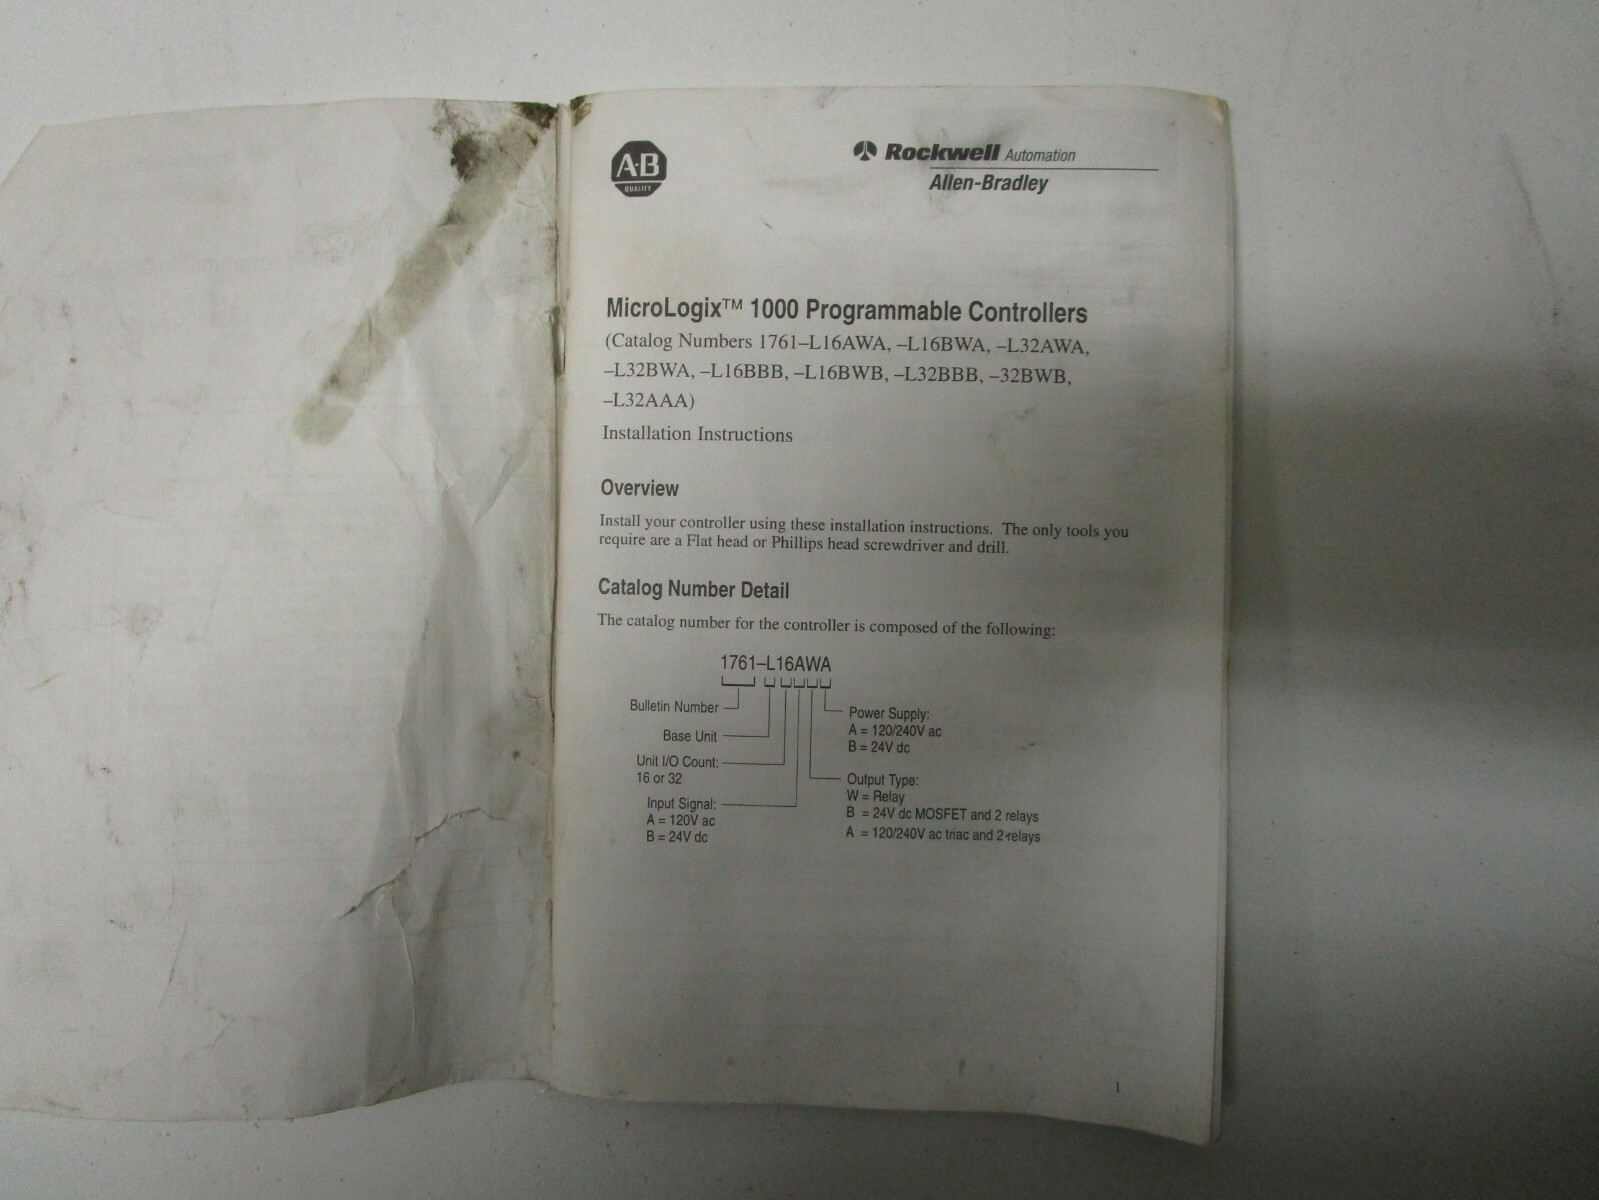 A·B
QUALITY
Rockwell Automation
Allen-Bradley
MicroLogix™ 1000 Programmable Controllers
(Catalog Numbers 1761–L16AWA, –L16BWA, –L32AWA,
–L32BWA, –L16BBB, –L16BWB, –L32BBB, –32BWB,
–L32AAA)
Installation Instructions
Overview
Install your controller using these installation instructions. The only tools you
require are a Flat head or Phillips head screwdriver and drill.
Catalog Number Detail
The catalog number for the controller is composed of the following:
1761–L16AWA
Bulletin Number
Base Unit
Unit I/O Count:
16 or 32
Input Signal:
A = 120V ac
B = 24V dc
Power Supply:
A = 120/240V ac
B = 24V dc
Output Type:
W = Relay
B = 24V dc MOSFET and 2 relays
A = 120/240V ac triac and 2 relays
1